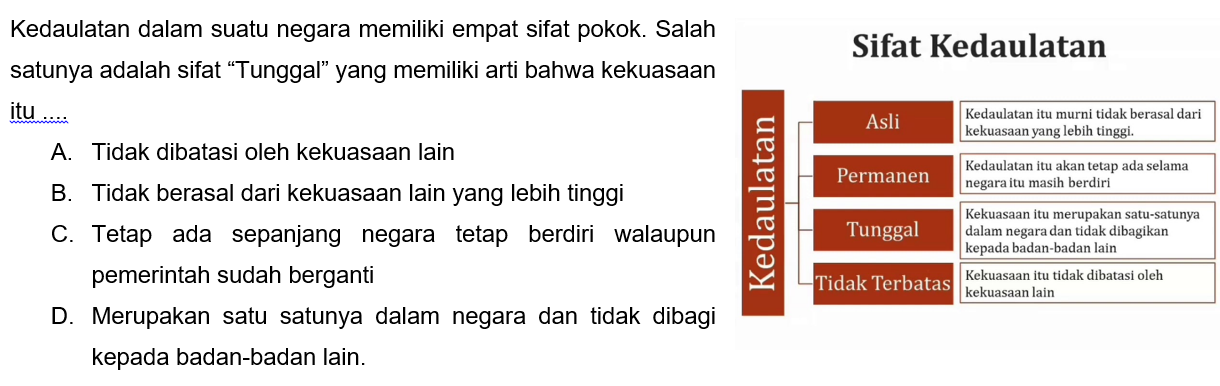 Kedaulatan dalam suatu negara memiliki empat sifat pokok. Salah
satunya adalah sifat “Tunggal” yang memiliki arti bahwa kekuasaan
itu ....
A. Tidak dibatasi oleh kekuasaan lain
B. Tidak berasal dari kekuasaan lain yang lebih tinggi
C. Tetap ada sepanjang negara tetap berdiri walaupun
pemerintah sudah berganti
D. Merupakan satu satunya dalam negara dan tidak dibagi
kepada badan-badan lain.
Sifat Kedaulatan
Kedaulatan
Asli
Kedaulatan itu murni tidak berasal dari
kekuasaan yang lebih tinggi.
Permanen
Kedaulatan itu akan tetap ada selama
negara itu masih berdiri
Tunggal
Kekuasaan itu merupakan satu-satunya
dalam negara dan tidak dibagikan
kepada badan-badan lain
Tidak Terbatas
Kekuasaan itu tidak dibatasi oleh
kekuasaan lain